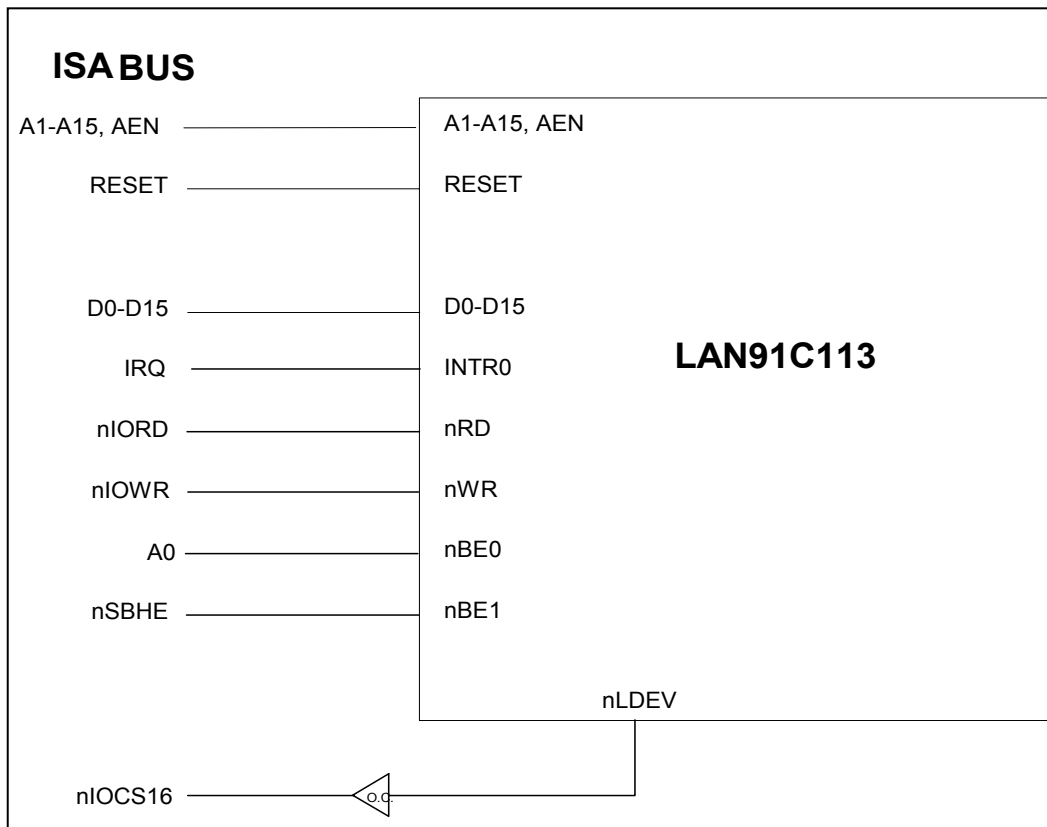 ISA BUS
A1-A15, AEN A1-A15, AEN
RESET RESET
D0-D15 D0-D15
LAN91C113
IRQ INTR0
nIORD nRD
nIOWR nWR
A0 nBE0
nSBHE nBE1
nLDEV
nIOCS16 O.C.